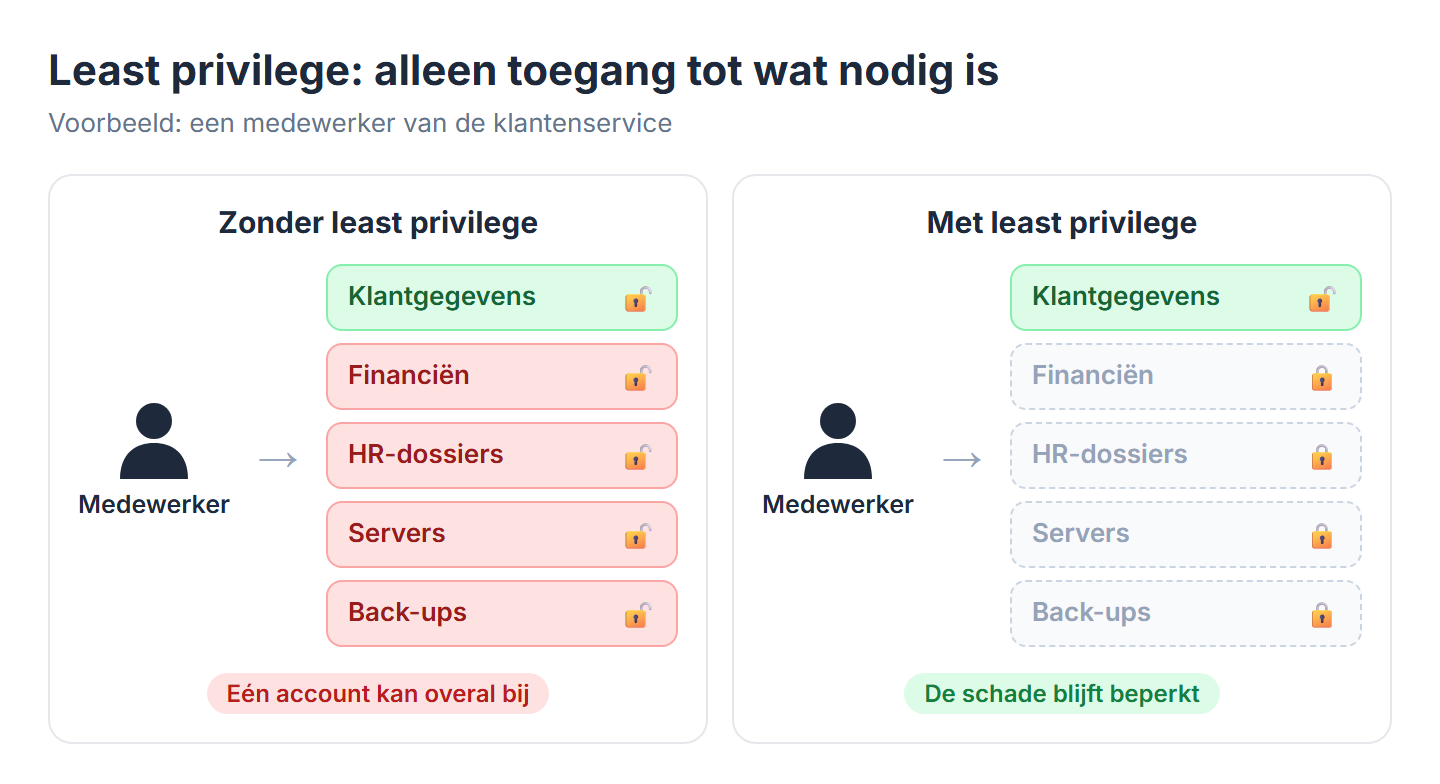 Least privilege: alleen toegang tot wat nodig is
Voorbeeld: een medewerker van de klantenservice
Zonder least privilege
Klantgegevens
Financiën
HR-dossiers
Servers
Back-ups
Medewerker
Eén account kan overal bij
Met least privilege
Klantgegevens
Financiën
HR-dossiers
Servers
Back-ups
Medewerker
De schade blijft beperkt